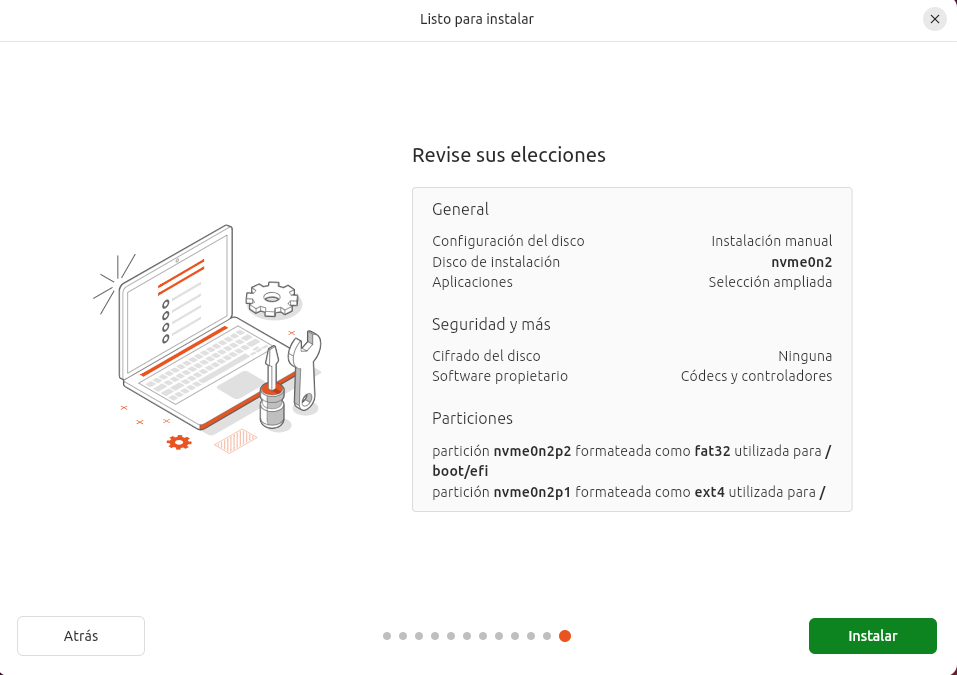 Listo para instalar
Revise sus elecciones
General
Configuración del disco Instalación manual
Disco de instalación nvme0n2
Aplicaciones Selección ampliada
Seguridad y más
Cifrado del disco Ninguna
Software propietario Códecs y controladores
Particiones
partición nvme0n2p2 formateada como fat32 utilizada para /
boot/efi
partición nvme0n2p1 formateada como ext4 utilizada para /
Atrás
Instalar